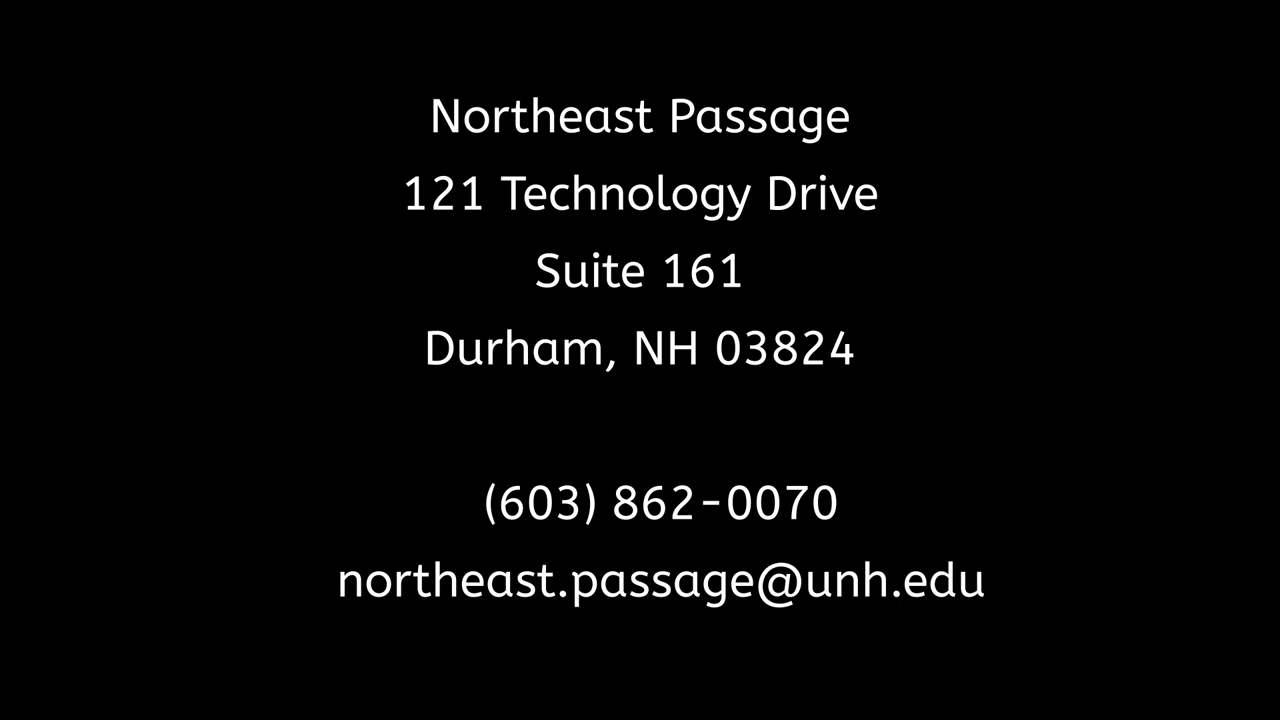 Northeast Passage
121 Technology Drive
Suite 161
Durham, NH 03824
(603) 862-0070
northeast.passage@unh.edu